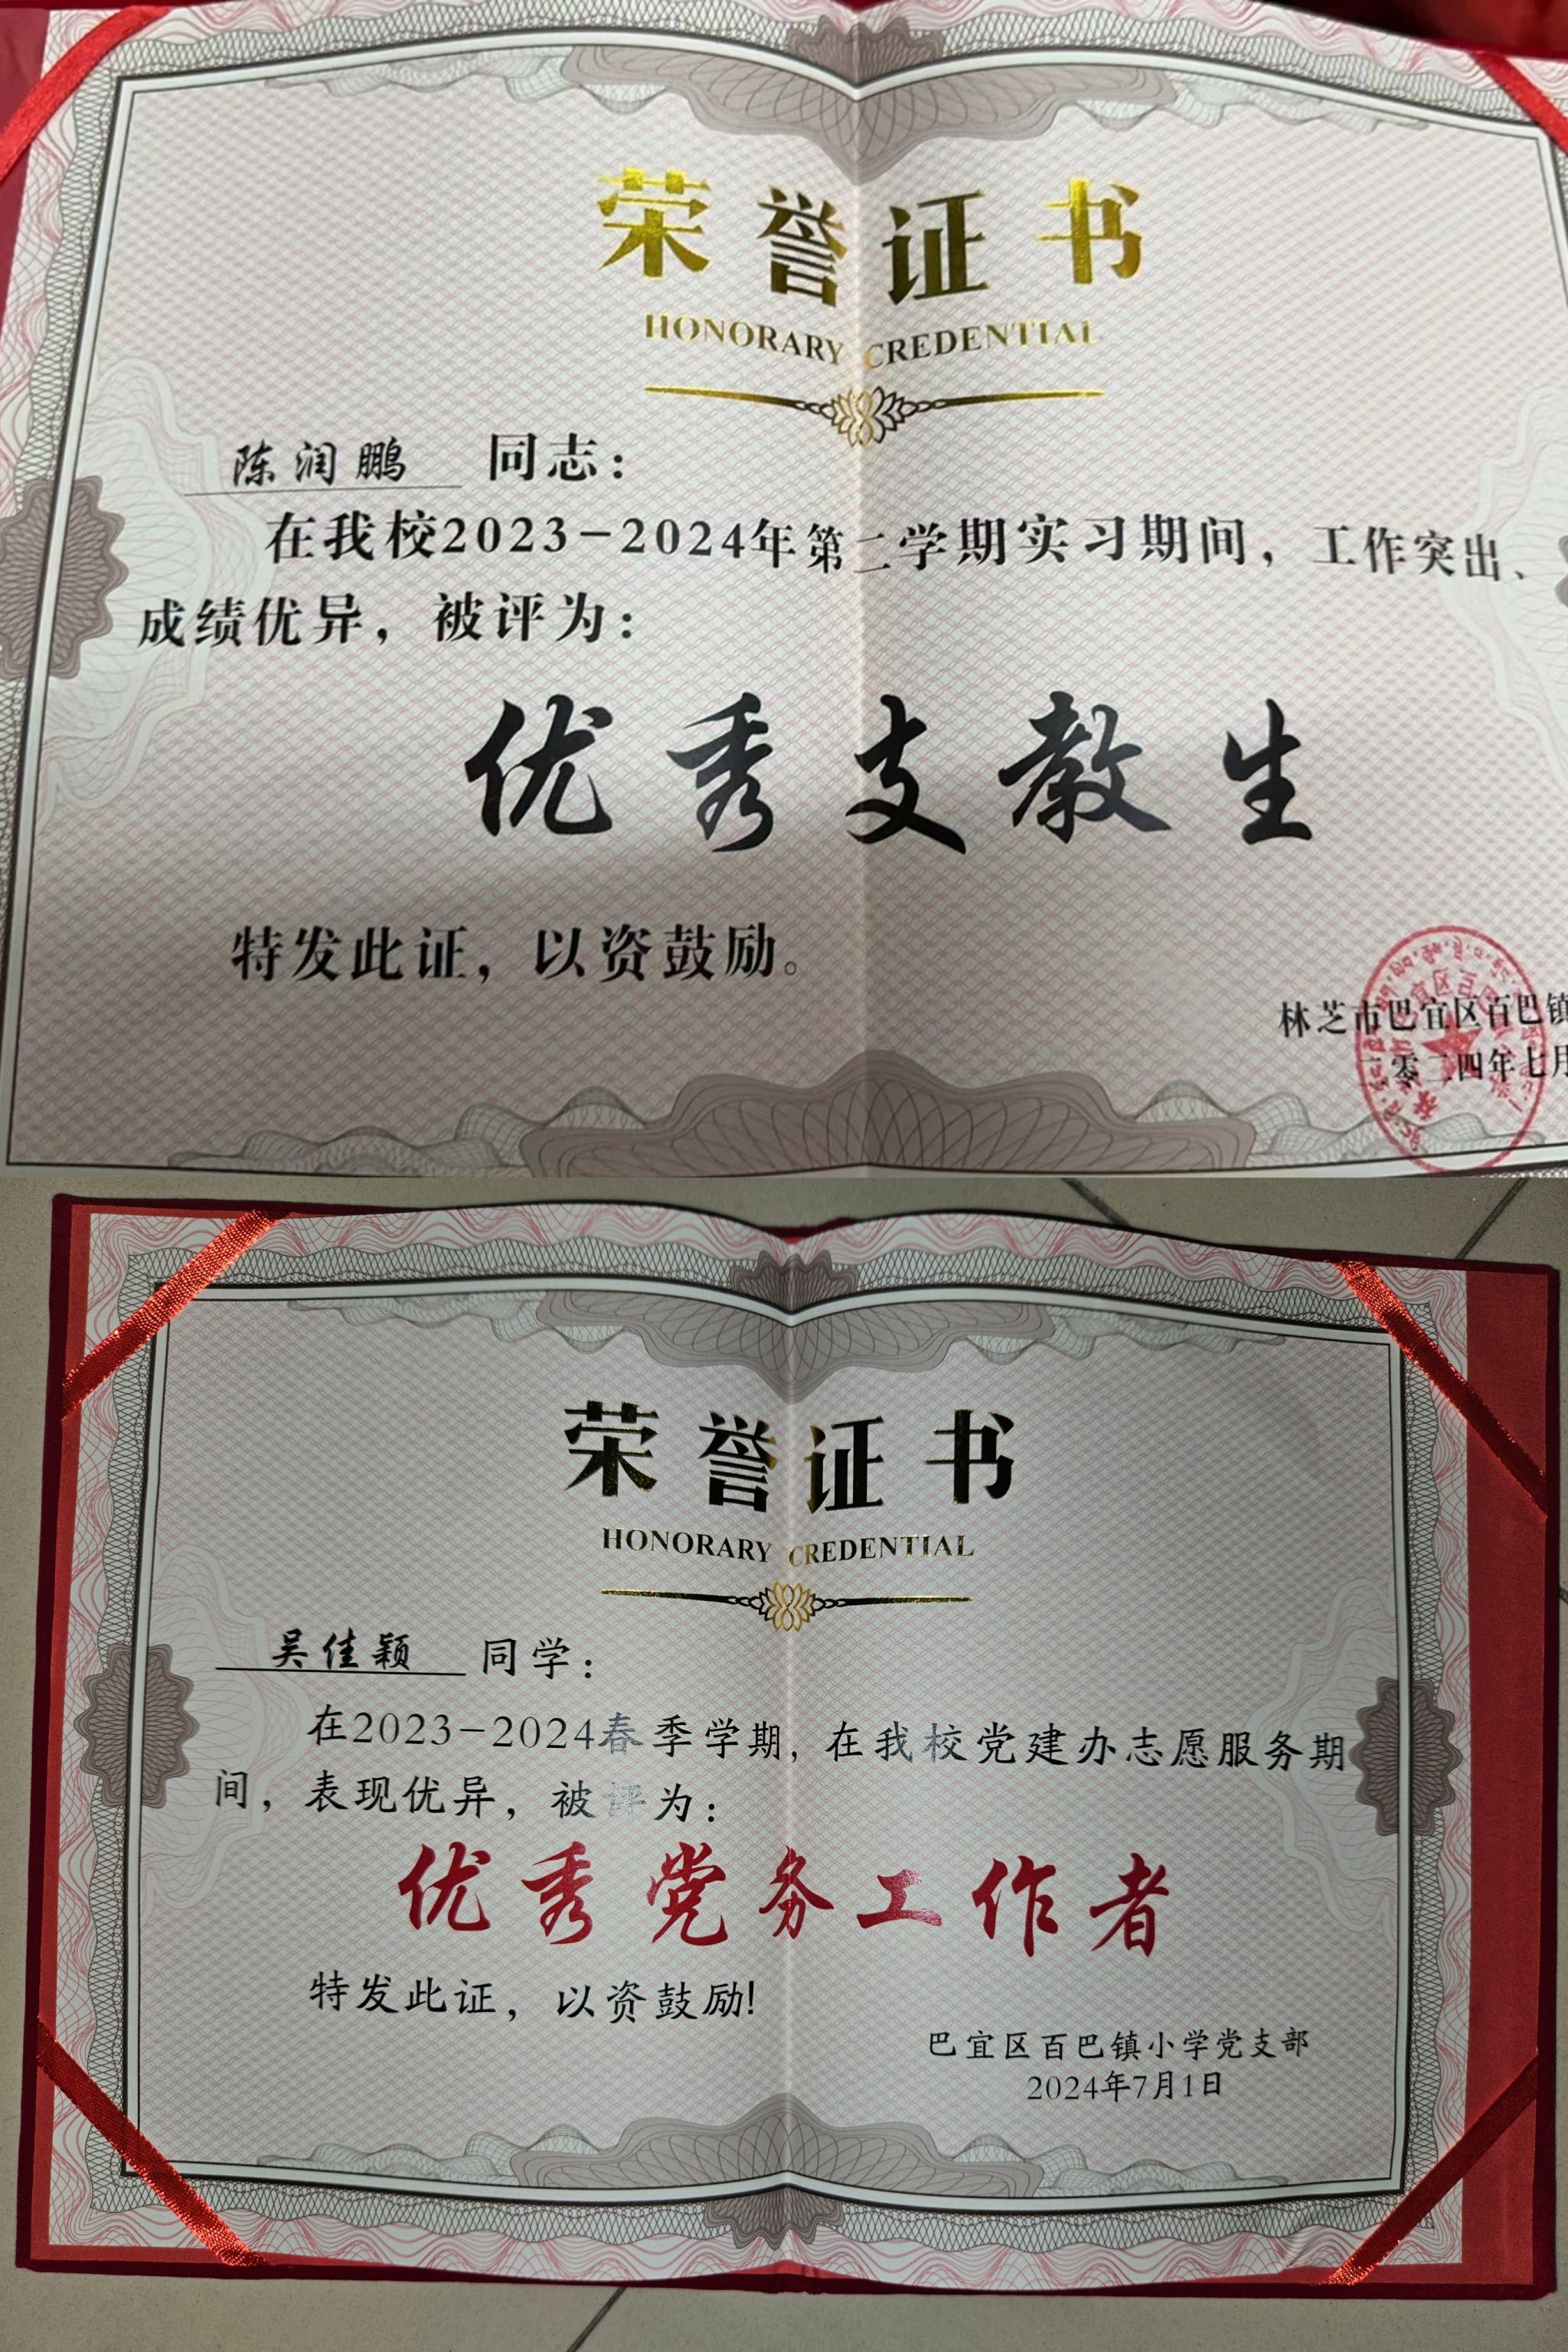 荣誉证书
HONORARY CREDENTIAL
陈润鹏 同志：
在我校2023-2024年第二学期实习期间，工作突出、
成绩优异，被评为：
优秀支教生
特发此证，以资鼓励。
林芝市巴宜区百巴镇
二零二四年七月
荣誉证书
HONORARY CREDENTIAL
吴佳颖 同学：
在2023-2024春季学期，在我校党建办志愿服务期
间，表现优异，被评为：
优秀党务工作者
特发此证，以资鼓励!
巴宜区百巴镇小学党支部
2024年7月1日